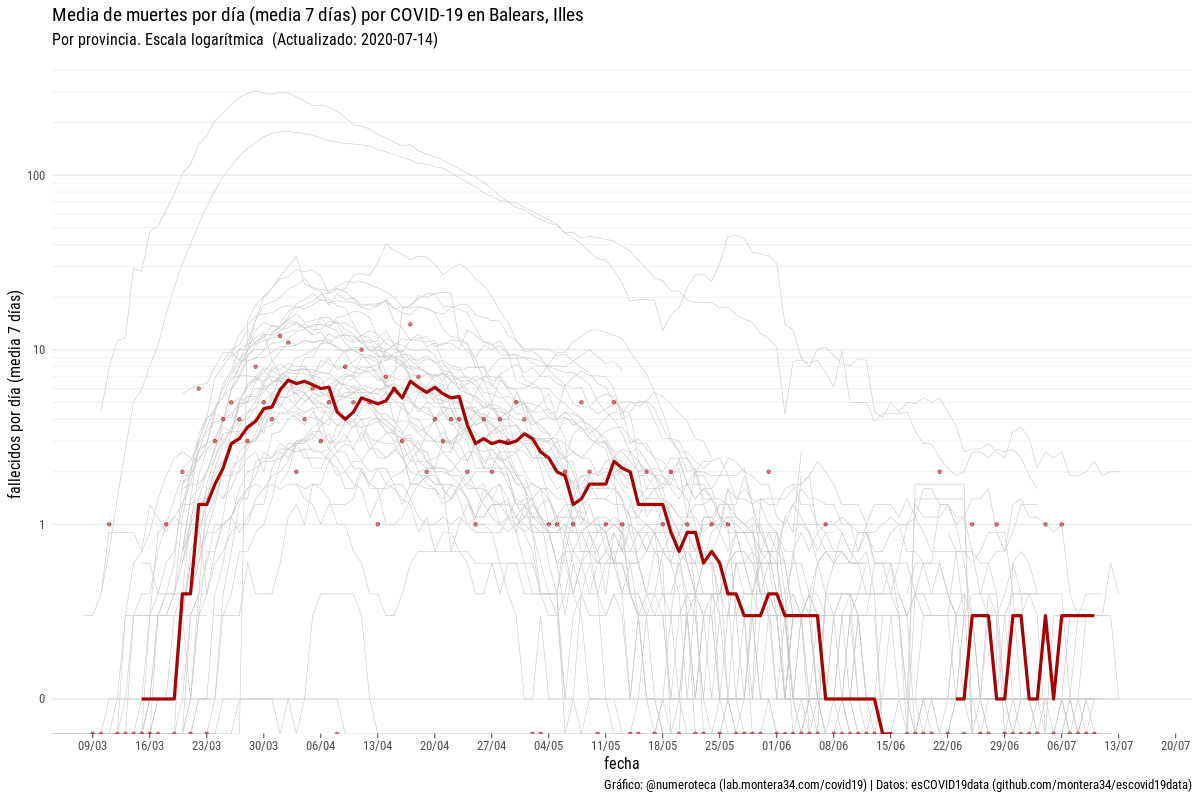 Media de muertes por día (media 7 días) por COVID-19 en Balears, Illes
Por provincia. Escala logarítmica (Actualizado: 2020-07-14)
fallecidos por día (media 7 días)
100
10
1
0
09/03 16/03 23/03 30/03 06/04 13/04 20/04 27/04 04/05 11/05 18/05 25/05 01/06 08/06 15/06 22/06 29/06 06/07 13/07 20/07
fecha
Gráfico: @numeroteca (lab.montera34.com/covid19) | Datos: esCOVID19data (github.com/montera34/escovid19data)